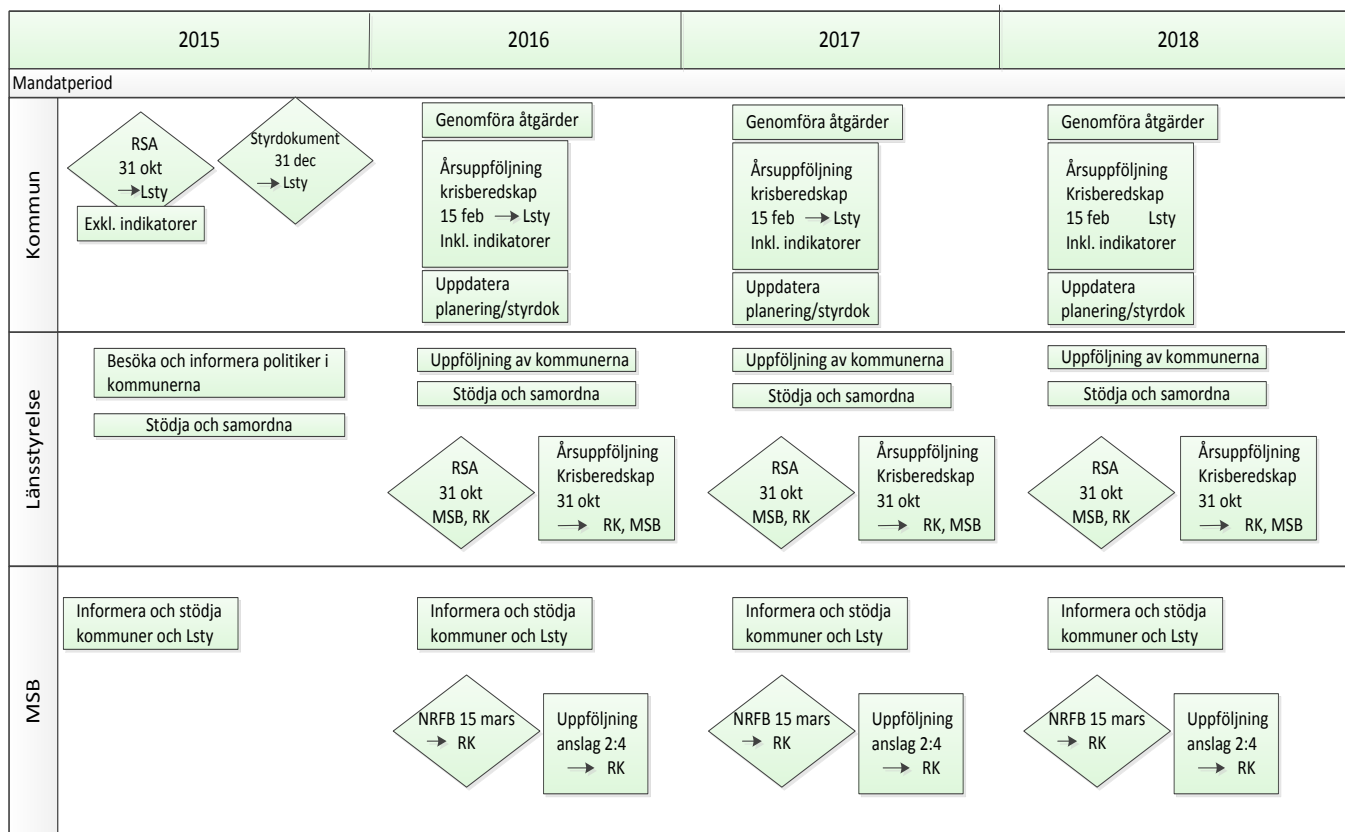 2015
2016
2017
2018
Mandatperiod
Kommun
RSA
31 okt
→Lsty
Exkl. indikatorer
Styrdokument
31 dec
→ Lsty
Genomföra åtgärder
Årsuppföljning
krisberedskap
15 feb → Lsty
Inkl. indikatorer
Uppdatera
planering/styrdok
Genomföra åtgärder
Årsuppföljning
krisberedskap
15 feb → Lsty
Inkl. indikatorer
Uppdatera
planering/styrdok
Genomföra åtgärder
Årsuppföljning
Krisberedskap
15 feb Lsty
Inkl. indikatorer
Uppdatera
planering/styrdok
Länsstyrelse
Besöka och informera politiker i
kommunerna
Stödja och samordna
Uppföljning av kommunerna
Stödja och samordna
RSA
31 okt
MSB, RK
Årsuppföljning
Krisberedskap
31 okt
→ RK, MSB
Uppföljning av kommunerna
Stödja och samordna
RSA
31 okt
MSB, RK
Årsuppföljning
Krisberedskap
31 okt
→ RK, MSB
Uppföljning av kommunerna
Stödja och samordna
RSA
31 okt
MSB, RK
Årsuppföljning
Krisberedskap
31 okt
→ RK, MSB
MSB
Informera och stödja
kommuner och Lsty
Informera och stödja
kommuner och Lsty
NRFB 15 mars
→ RK
Uppföljning
anslag 2:4
→ RK
Informera och stödja
kommuner och Lsty
NRFB 15 mars
→ RK
Uppföljning
anslag 2:4
→ RK
Informera och stödja
kommuner och Lsty
NRFB 15 mars
→ RK
Uppföljning
anslag 2:4
→ RK